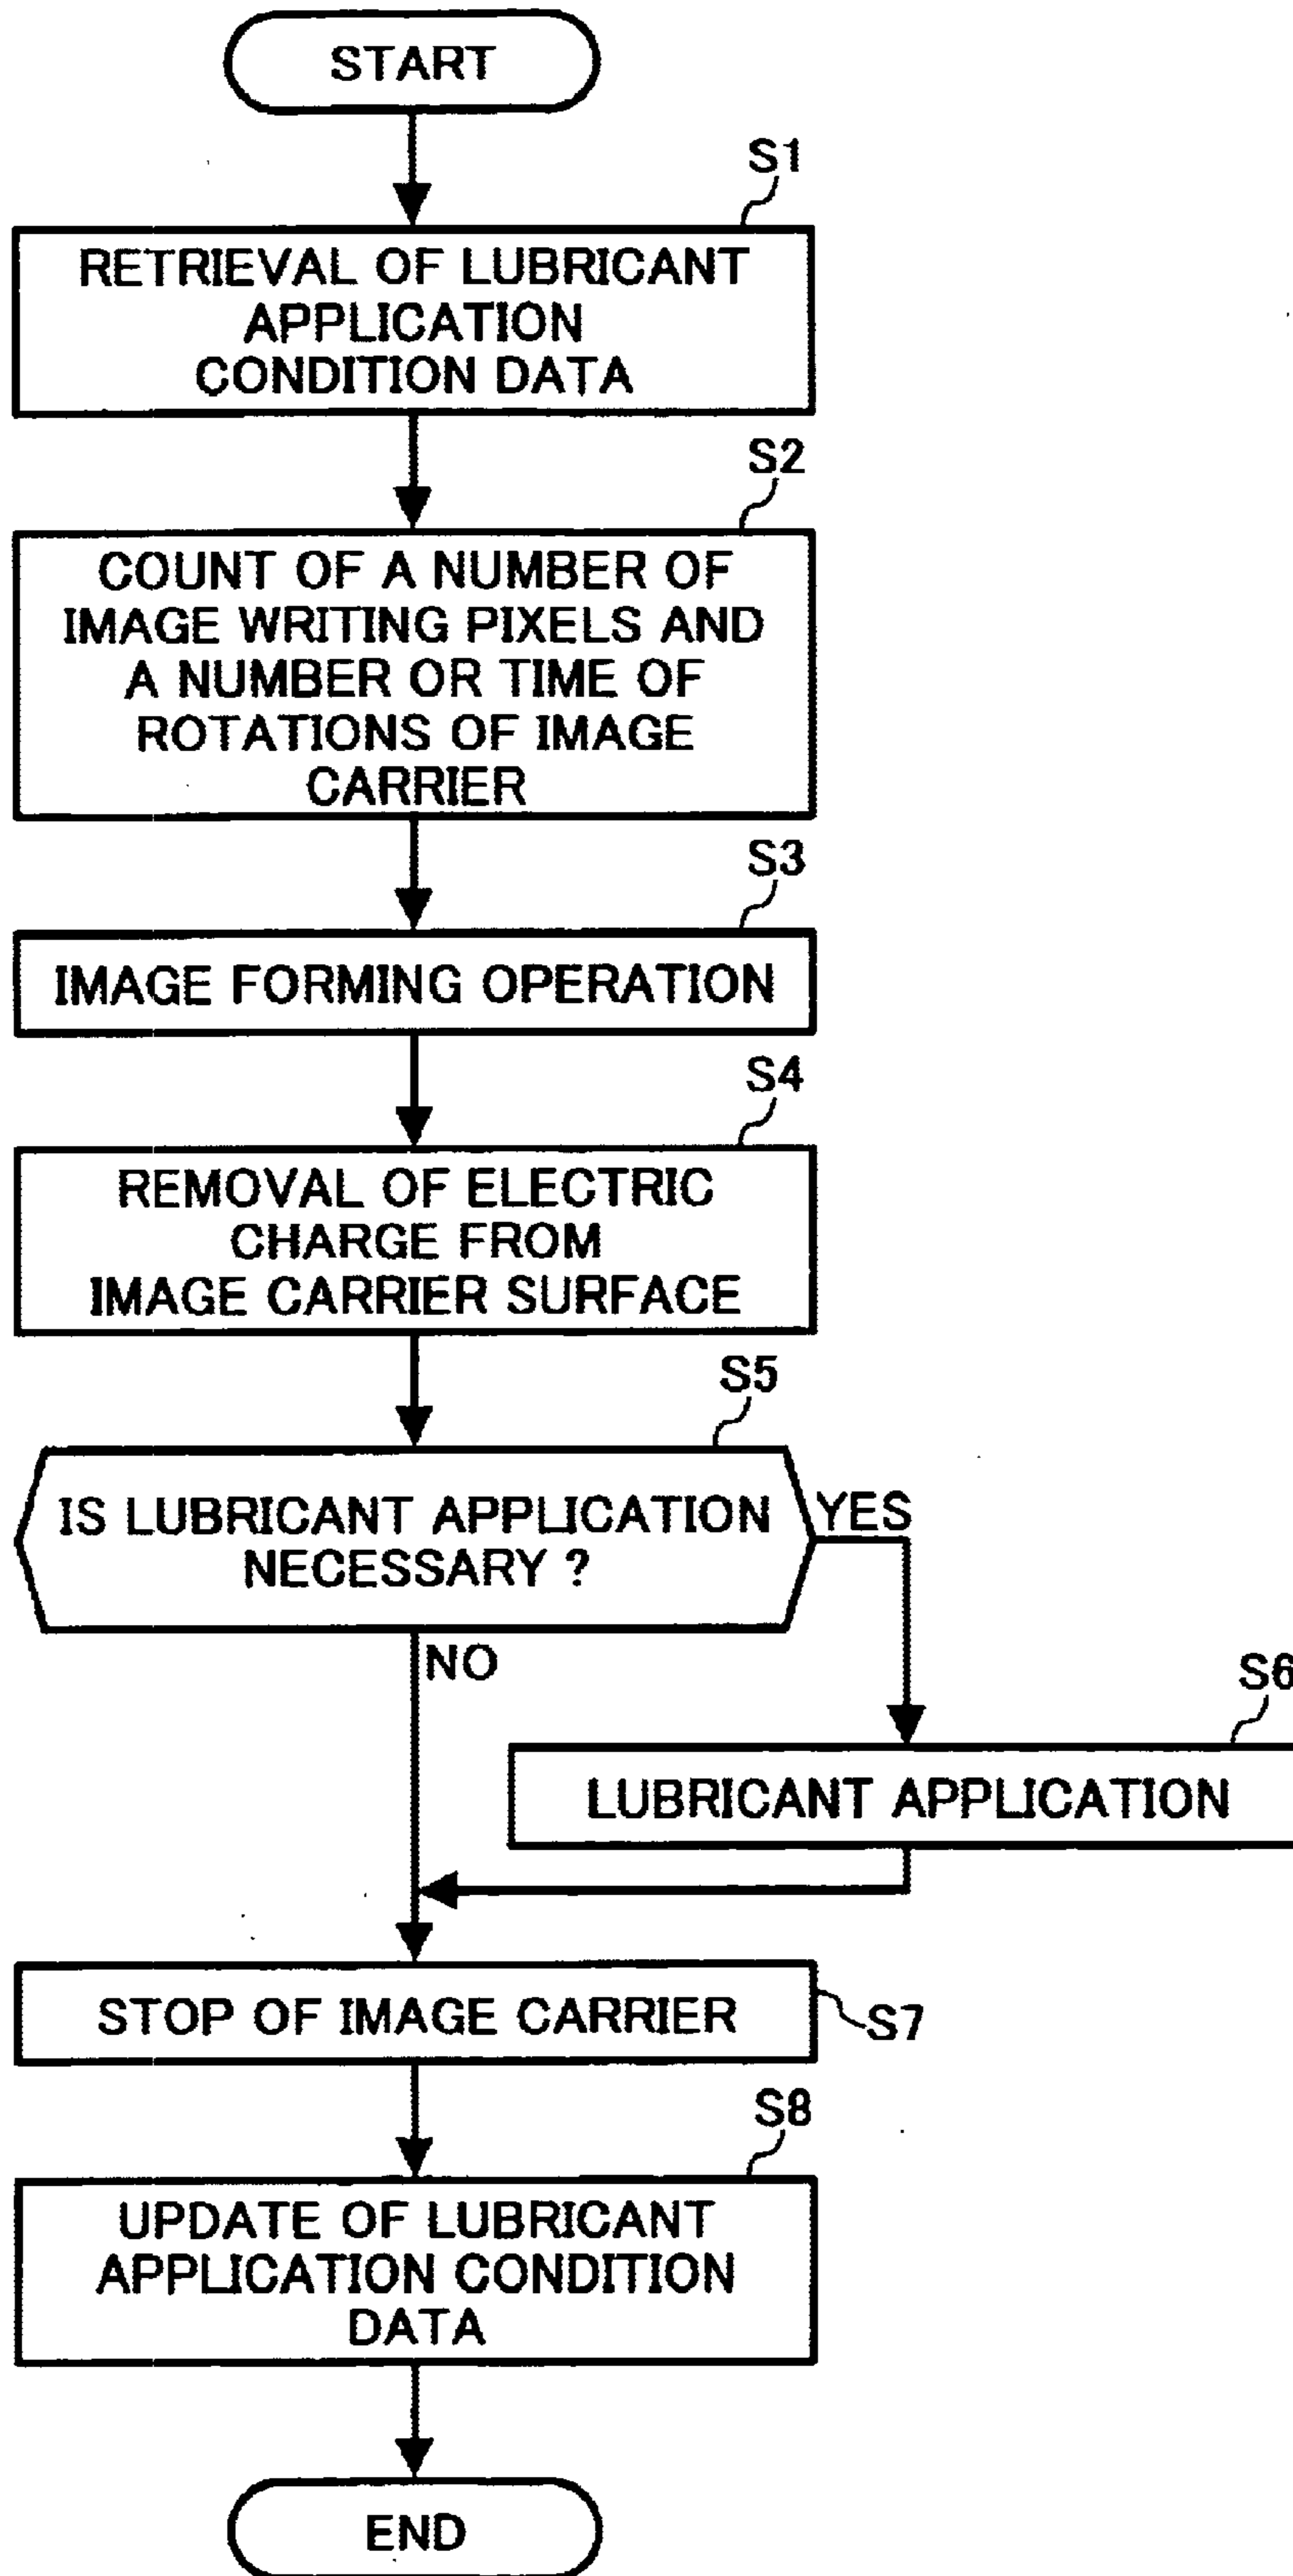 START
S1
RETRIEVAL OF LUBRICANT
APPLICATION
CONDITION DATA
S2
COUNT OF A NUMBER OF
IMAGE WRITING PIXELS AND
A NUMBER OR TIME OF
ROTATIONS OF IMAGE
CARRIER
S3
IMAGE FORMING OPERATION
S4
REMOVAL OF ELECTRIC
CHARGE FROM
IMAGE CARRIER SURFACE
S5
IS LUBRICANT APPLICATION
NECESSARY ?
YES
NO
S6
LUBRICANT APPLICATION
STOP OF IMAGE CARRIER
S7
S8
UPDATE OF LUBRICANT
APPLICATION CONDITION
DATA
END